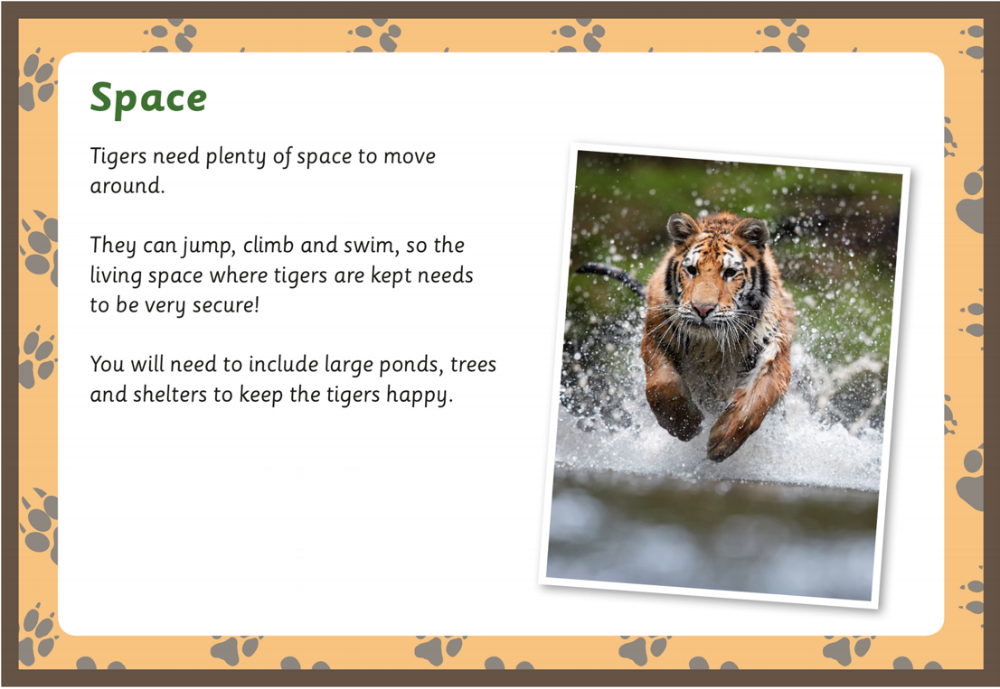 Space
Tigers need plenty of space to move
around.
They can jump, climb and swim, so the
living space where tigers are kept needs
to be very secure!
You will need to include large ponds, trees
and shelters to keep the tigers happy.